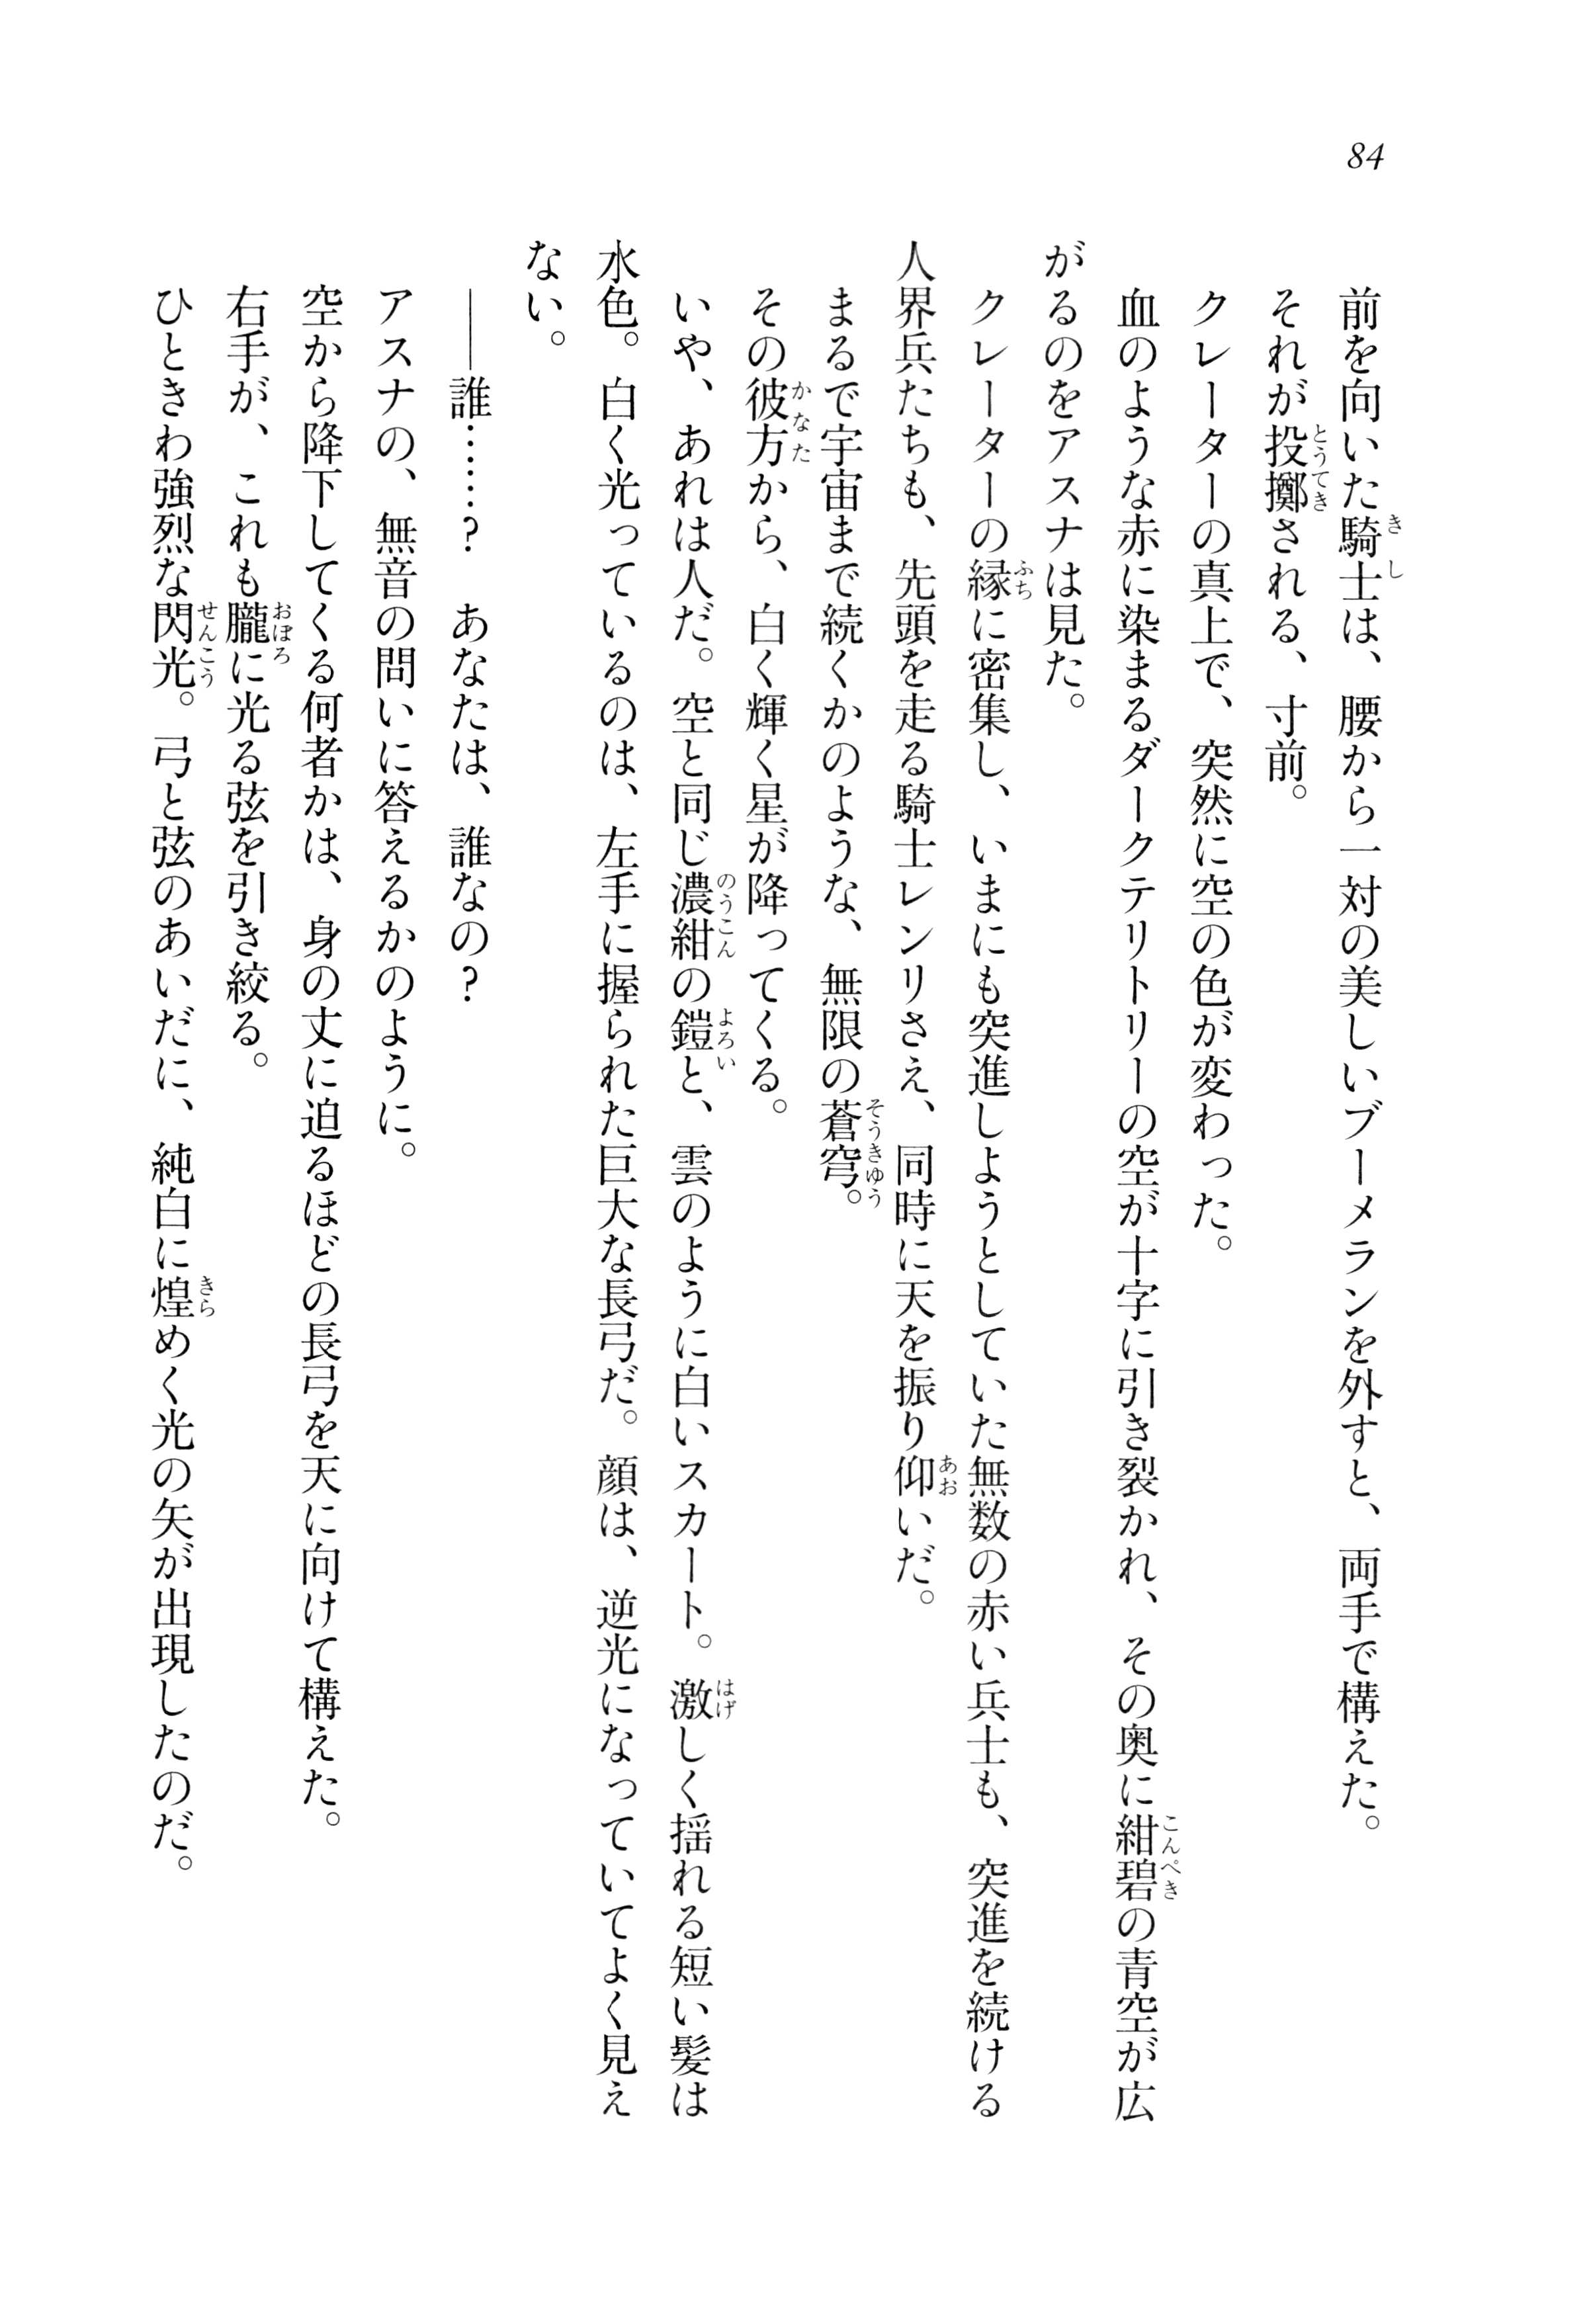 84
前を向いた騎士は、腰から一対の美しいブーメランを外すと、両手で構えた。
それが投擲される、寸前。
クレーターの真上で、突然に空の色が変わった。
血のような赤に染まるダークテリトリーの空が十字に引き裂かれ、その奥に紺碧の青空が広
がるのをアスナは見た。
クレーターの縁に密集し、いまにも突進しようとしていた無数の赤い兵士も、突進を続ける
人界兵たちも、先頭を走る騎士レンリさえ、同時に天を振り仰いだ。
まるで宇宙まで続くかのような、無限の蒼穹。
その彼方から、白く輝く星が降ってくる。
いや、あれは人だ。空と同じ濃紺の鎧と、雲のように白いスカート。激しく揺れる短い髪は
水色。白く光っているのは、左手に握られた巨大な長弓だ。顔は、逆光になっていてよく見え
ない。
――誰……？　あなたは、誰なの？
アスナの、無音の問いに答えるかのように。
空から降下してくる何者かは、身の丈に迫るほどの長弓を天に向けて構えた。
右手が、これも朧に光る弦を引き絞る。
ひときわ強烈な閃光。弓と弦のあいだに、純白に煌めく光の矢が出現したのだ。